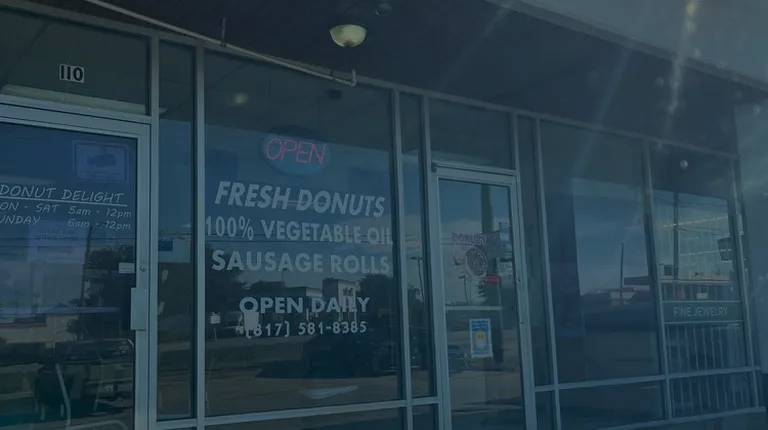 110
DONUT DELIGHT
ON - SAT 5am - 12pm
UNDAY 6am - 12pm
OPEN
FRESH DONUTS
100% VEGETABLE OIL
SAUSAGE ROLLS
OPEN DAILY
(817) 581-8385
FINE JEWELRY